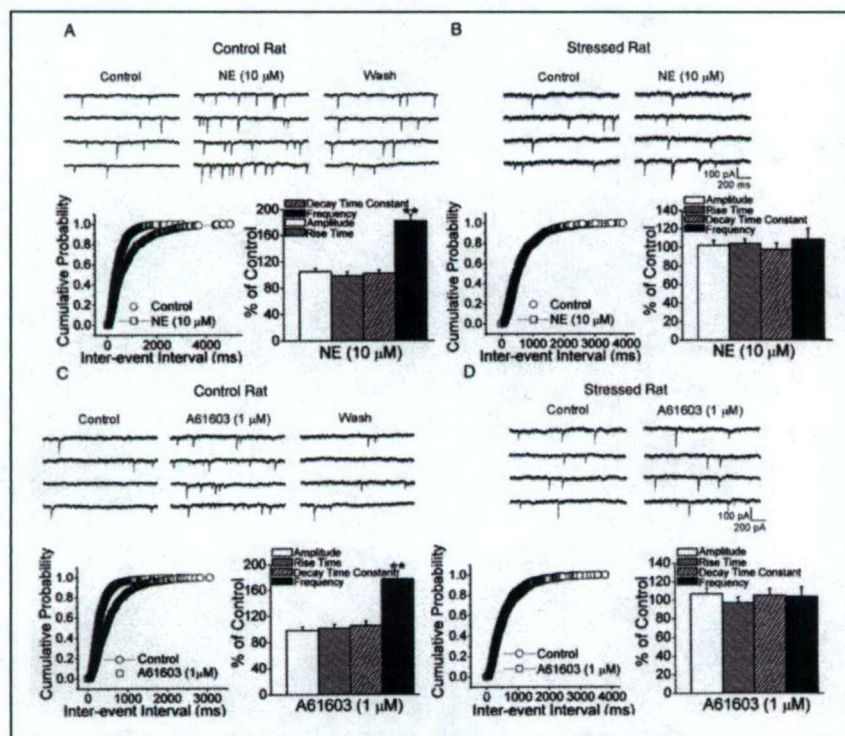 A
Control Rat
Control NE (10 µM) Wash
Cumulative Probability
1.0
0.8
0.6
0.4
0.2
0.0
Control
NE (10 µM)
0 2000 4000
Inter-event Interval (ms)
% of Control
200
160
120
80
40
0
Decay Time Constant
Frequency
Amplitude
Rise Time
**
NE (10 µM)
B
Stressed Rat
Control NE (10 µM)
100 pA
200 ms
Cumulative Probability
1.0
0.8
0.6
0.4
0.2
0.0
Control
NE (10 µM)
0 1000 2000 3000 4000
Inter-event Interval (ms)
% of Control
140
120
100
80
60
40
20
0
Amplitude
Rise Time
Decay Time Constant
Frequency
NE (10 µM)
C
Control Rat
Control A61603 (1 µM) Wash
Cumulative Probability
1.0
0.8
0.6
0.4
0.2
0.0
Control
A61603 (1µM)
0 1000 2000 3000
Inter-event Interval (ms)
% of Control
200
160
120
80
40
0
Amplitude
Rise Time
Decay Time Constant
Frequency
**
A61603 (1 µM)
D
Stressed Rat
Control A61603 (1 µM)
100 pA
200 pA
Cumulative Probability
1.0
0.8
0.6
0.4
0.2
0.0
Control
A61603 (1 µM)
0 1000 2000 3000 4000
Inter-event Interval (ms)
% of Control
140
120
100
80
60
40
20
0
Amplitude
Rise Time
Decay Time Constant
Frequency
A61603 (1 µM)